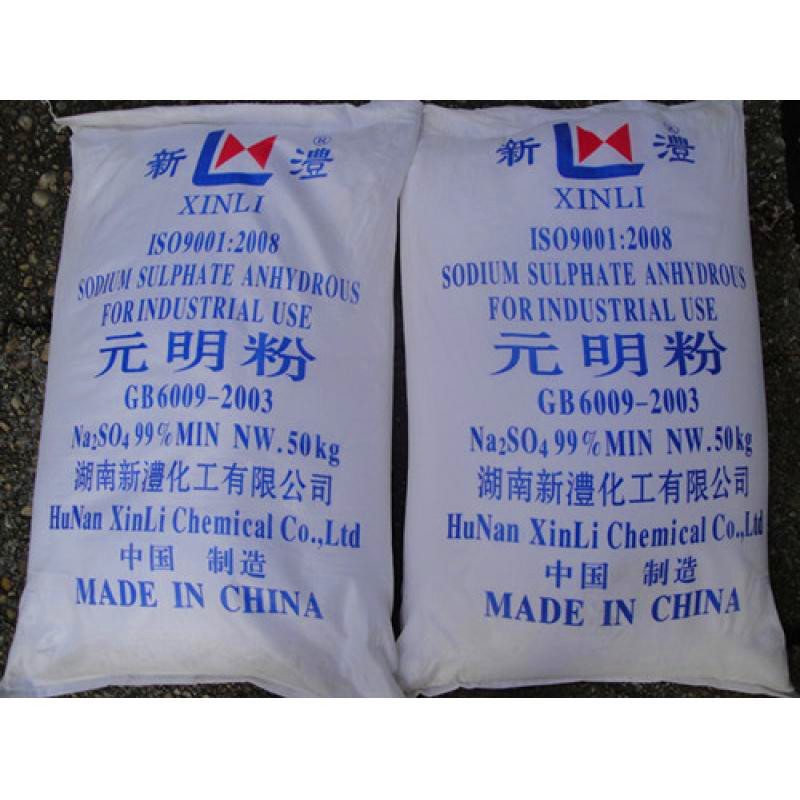 新 澧 ®
XINLI
ISO9001:2008
SODIUM SULPHATE ANHYDROUS
FOR INDUSTRIAL USE
元明粉
GB6009-2003
Na₂SO₄ 99%MIN NW.50kg
湖南新澧化工有限公司
HuNan XinLi Chemical Co.,Ltd
中国 制造
MADE IN CHINA
新 澧 ®
XINLI
ISO9001:2008
SODIUM SULPHATE ANHYDROUS
FOR INDUSTRIAL USE
元明粉
GB6009-2003
Na₂SO₄ 99%MIN NW.50kg
湖南新澧化工有限公司
HuNan XinLi Chemical Co.,Ltd
中国 制造
MADE IN CHINA